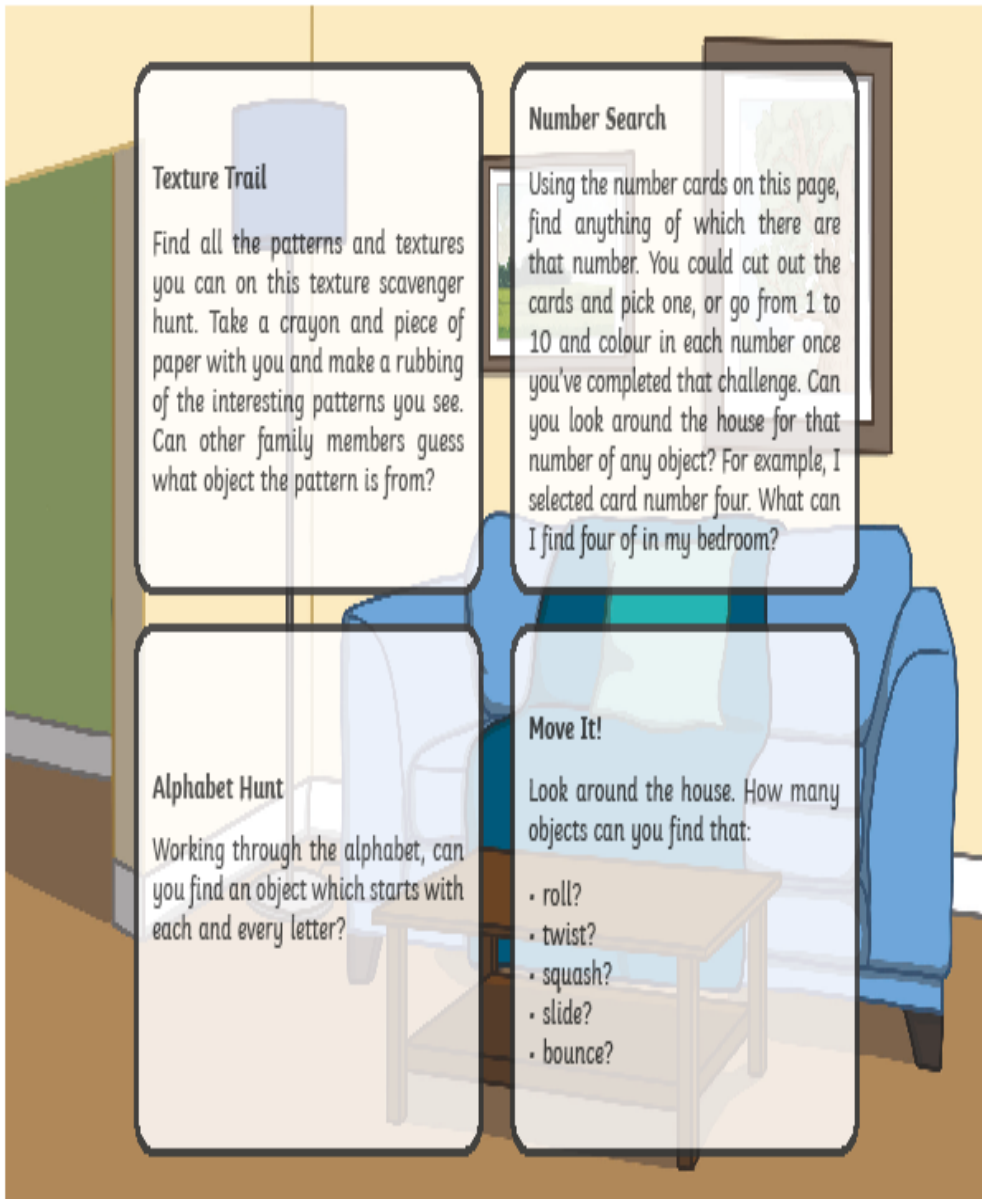 Texture Trail
Find all the patterns and textures
you can on this texture scavenger
hunt. Take a crayon and piece of
paper with you and make a rubbing
of the interesting patterns you see.
Can other family members guess
what object the pattern is from?
Number Search
Using the number cards on this page,
find anything of which there are
that number. You could cut out the
cards and pick one, or go from 1 to
10 and colour in each number once
you've completed that challenge. Can
you look around the house for that
number of any object? For example, I
selected card number four. What can
I find four of in my bedroom?
Alphabet Hunt
Working through the alphabet, can
you find an object which starts with
each and every letter?
Move It!
Look around the house. How many
objects can you find that:
• roll?
• twist?
• squash?
• slide?
• bounce?